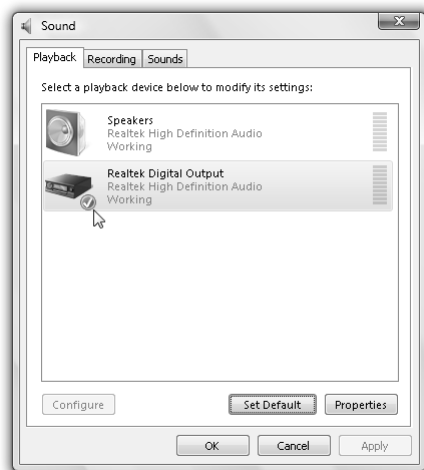 Sound
Playback Recording Sounds
Select a playback device below to modify its settings:
Speakers
Realtek High Definition Audio
Working
Realtek Digital Output
Realtek High Definition Audio
Working
Configure Set Default Properties
OK Cancel Apply